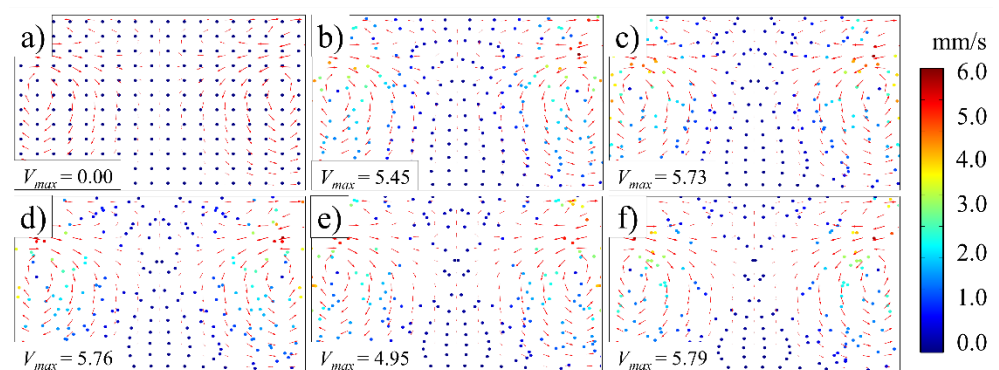 a)
b)
c)
mm/s
6.0
5.0
4.0
3.0
2.0
1.0
0.0
Vmax = 0.00
Vmax = 5.45
Vmax = 5.73
d)
e)
f)
Vmax = 5.76
Vmax = 4.95
Vmax = 5.79